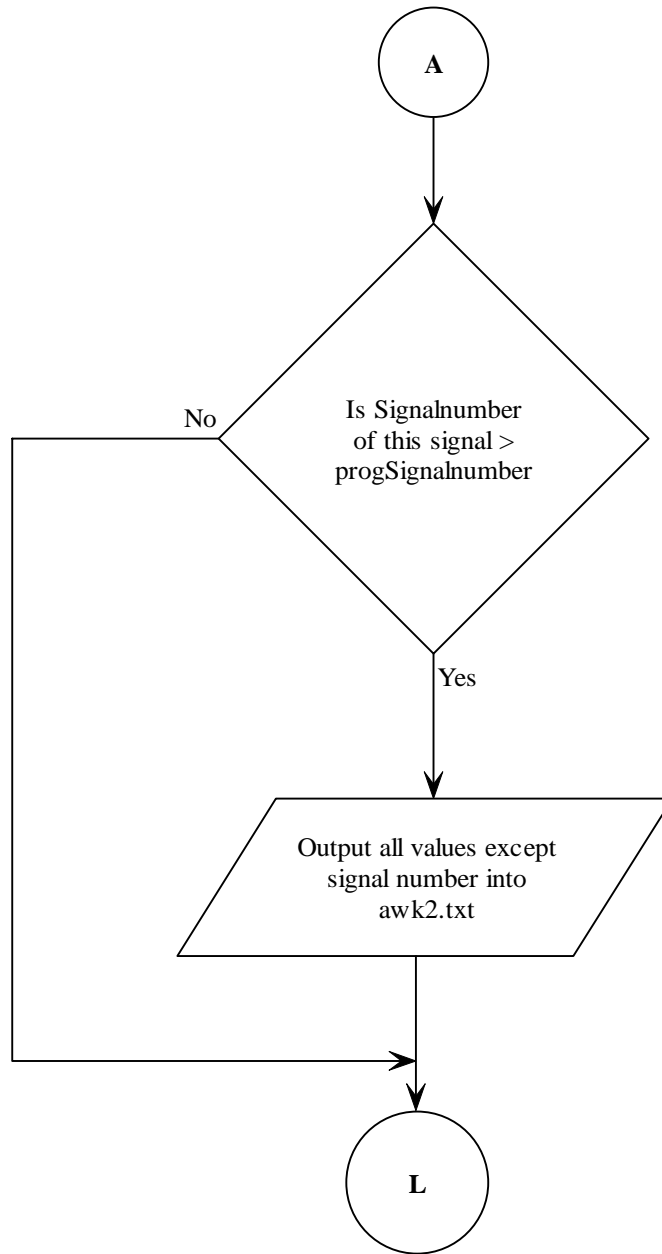 A
No
Is Signalnumber
of this signal >
progSignalnumber
Yes
Output all values except
signal number into
awk2.txt
L